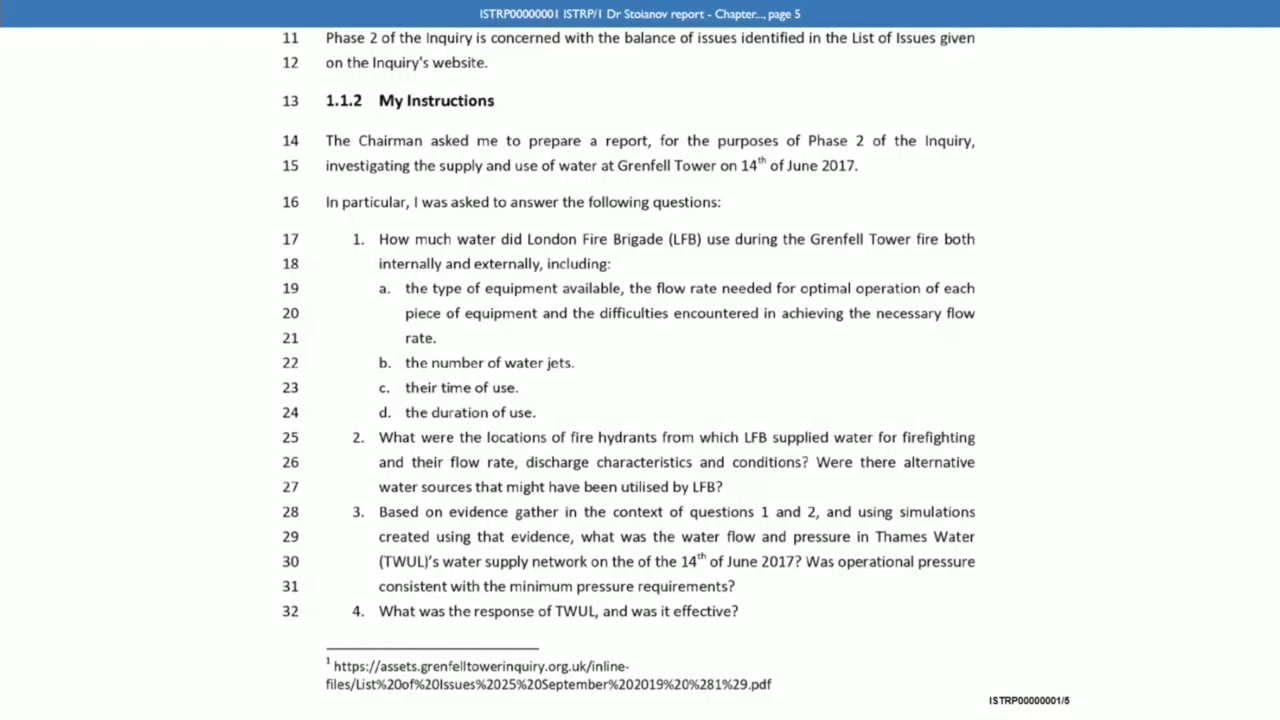 ISTRP00000001 ISTRP/1 Dr Stoianov report - Chapter..., page 5
11 Phase 2 of the Inquiry is concerned with the balance of issues identified in the List of Issues given
12 on the Inquiry's website.
13 1.1.2 My Instructions
14 The Chairman asked me to prepare a report, for the purposes of Phase 2 of the Inquiry,
15 investigating the supply and use of water at Grenfell Tower on 14th of June 2017.
16 In particular, I was asked to answer the following questions:
17 1. How much water did London Fire Brigade (LFB) use during the Grenfell Tower fire both
18 internally and externally, including:
19 a. the type of equipment available, the flow rate needed for optimal operation of each
20 piece of equipment and the difficulties encountered in achieving the necessary flow
21 rate.
22 b. the number of water jets.
23 c. their time of use.
24 d. the duration of use.
25 2. What were the locations of fire hydrants from which LFB supplied water for firefighting
26 and their flow rate, discharge characteristics and conditions? Were there alternative
27 water sources that might have been utilised by LFB?
28 3. Based on evidence gather in the context of questions 1 and 2, and using simulations
29 created using that evidence, what was the water flow and pressure in Thames Water
30 (TWUL)'s water supply network on the of the 14th of June 2017? Was operational pressure
31 consistent with the minimum pressure requirements?
32 4. What was the response of TWUL, and was it effective?
1 https://assets.grenfelltowerinquiry.org.uk/inline-
files/List%20of%20Issues%2025%20September%202019%20%281%29.pdf
ISTRP00000001/5